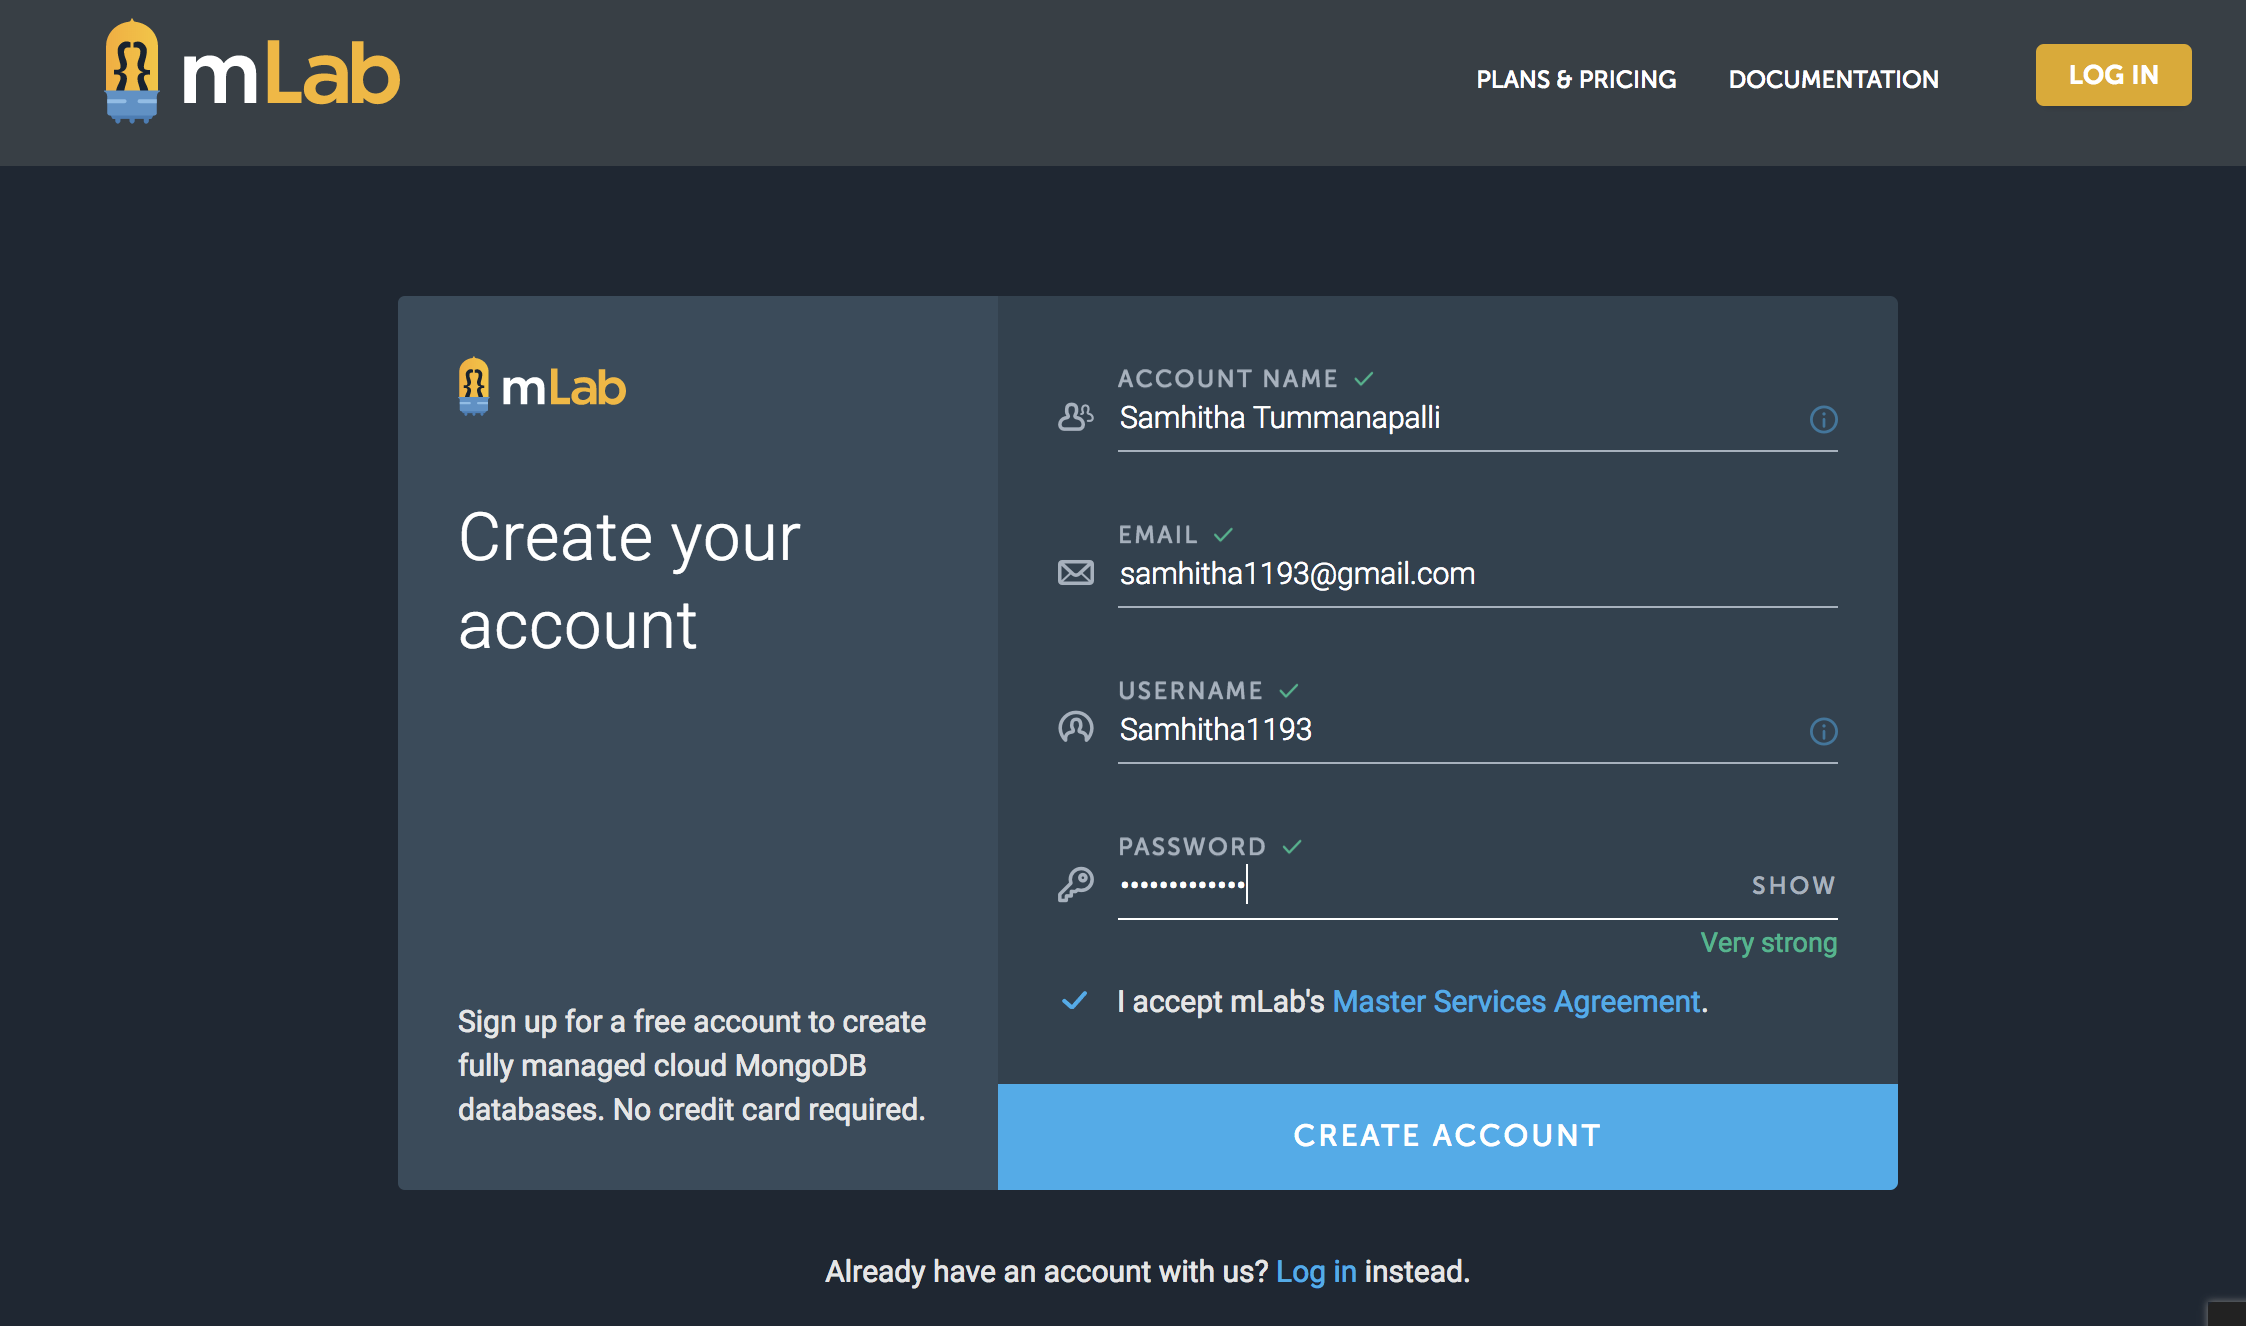 mLab
PLANS & PRICING
DOCUMENTATION
LOG IN
mLab
Create your
account
Sign up for a free account to create
fully managed cloud MongoDB
databases. No credit card required.
ACCOUNT NAME
Samhitha Tummanapalli
EMAIL
samhitha1193@gmail.com
USERNAME
Samhitha1193
PASSWORD
•••••••••••••
SHOW
Very strong
I accept mLab's Master Services Agreement.
CREATE ACCOUNT
Already have an account with us? Log in instead.